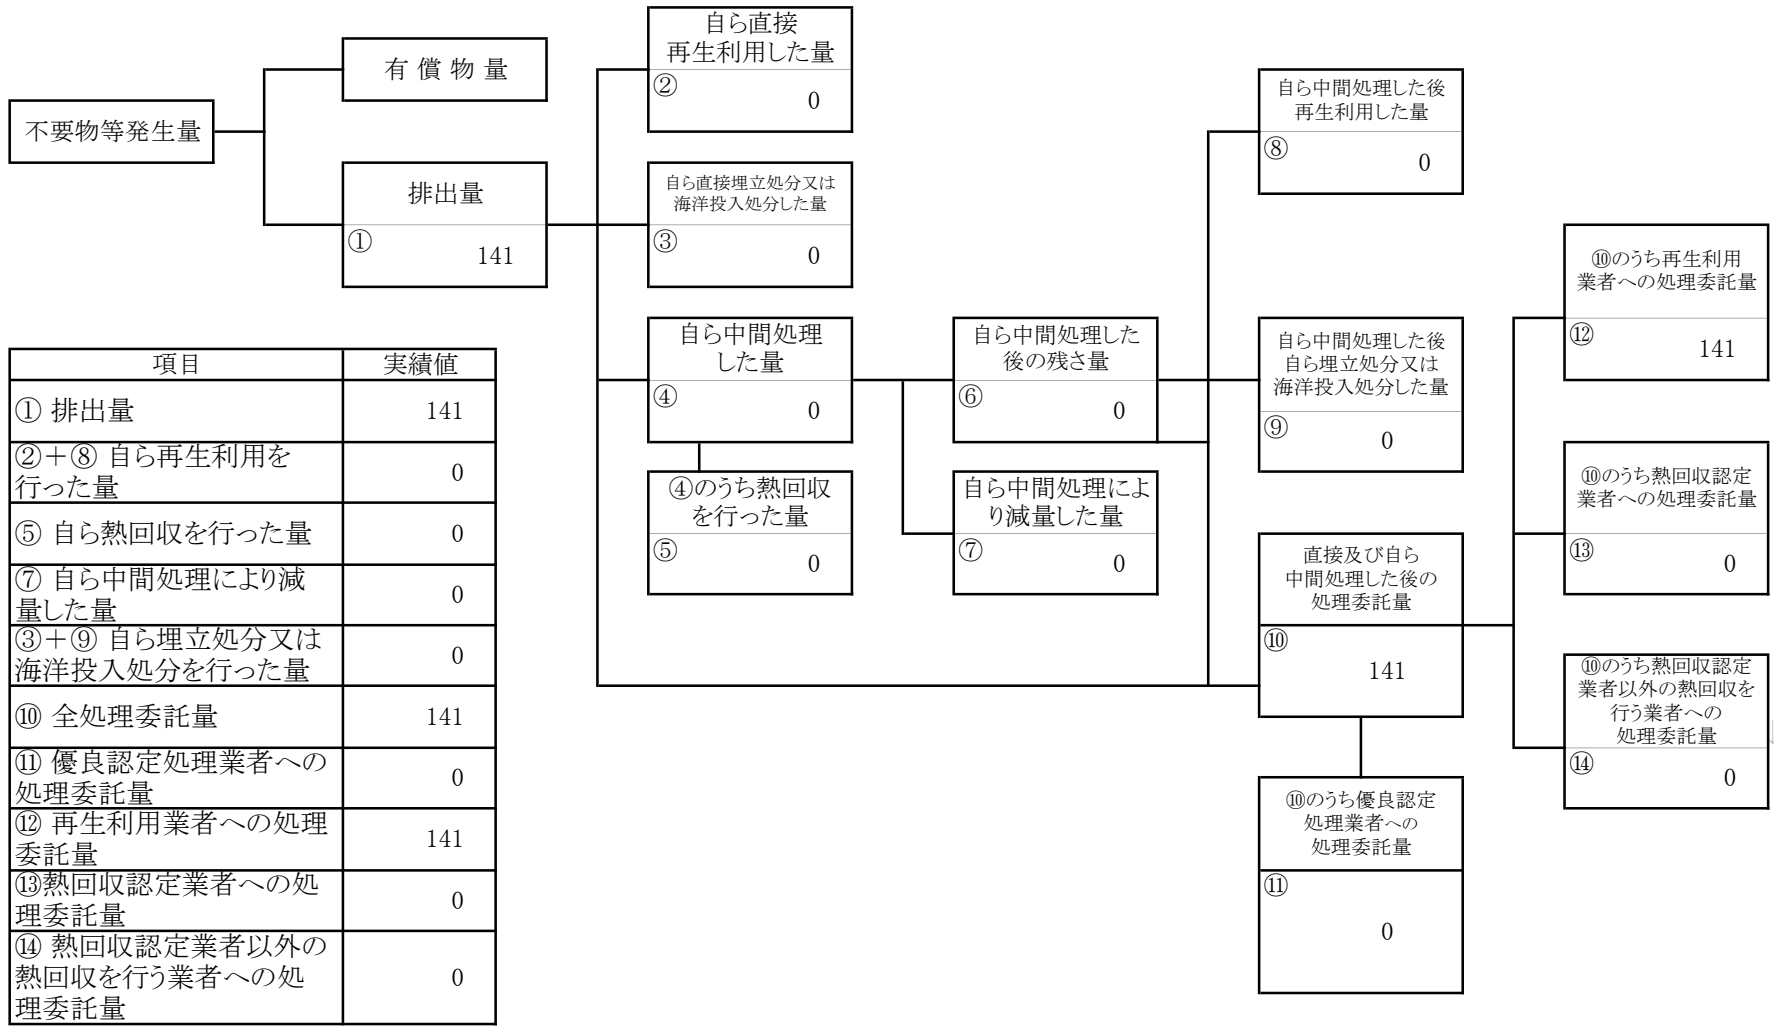 不要物等発生量
有 償 物 量
排出量
①
141
自ら直接
再生利用した量
②
0
自ら直接埋立処分又は
海洋投入処分した量
③
0
自ら中間処理
した量
④
0
④のうち熱回収
を行った量
⑤
0
自ら中間処理した
後の残さ量
⑥
0
自ら中間処理によ
り減量した量
⑦
0
自ら中間処理した後
再生利用した量
⑧
0
自ら中間処理した後
自ら埋立処分又は
海洋投入処分した量
⑨
0
直接及び自ら
中間処理した後の
処理委託量
⑩
141
⑩のうち優良認定
処理業者への
処理委託量
⑪
0
⑩のうち再生利用
業者への処理委託量
⑫
141
⑩のうち熱回収認定
業者への処理委託量
⑬
0
⑩のうち熱回収認定
業者以外の熱回収を
行う業者への
処理委託量
⑭
0
項目 実績値
① 排出量 141
②+⑧ 自ら再生利用を
行った量 0
⑤ 自ら熱回収を行った量 0
⑦ 自ら中間処理により減
量した量 0
③+⑨ 自ら埋立処分又は
海洋投入処分を行った量 0
⑩ 全処理委託量 141
⑪ 優良認定処理業者への
処理委託量 0
⑫ 再生利用業者への処理
委託量 141
⑬熱回収認定業者への処
理委託量 0
⑭ 熱回収認定業者以外の
熱回収を行う業者への処
理委託量 0